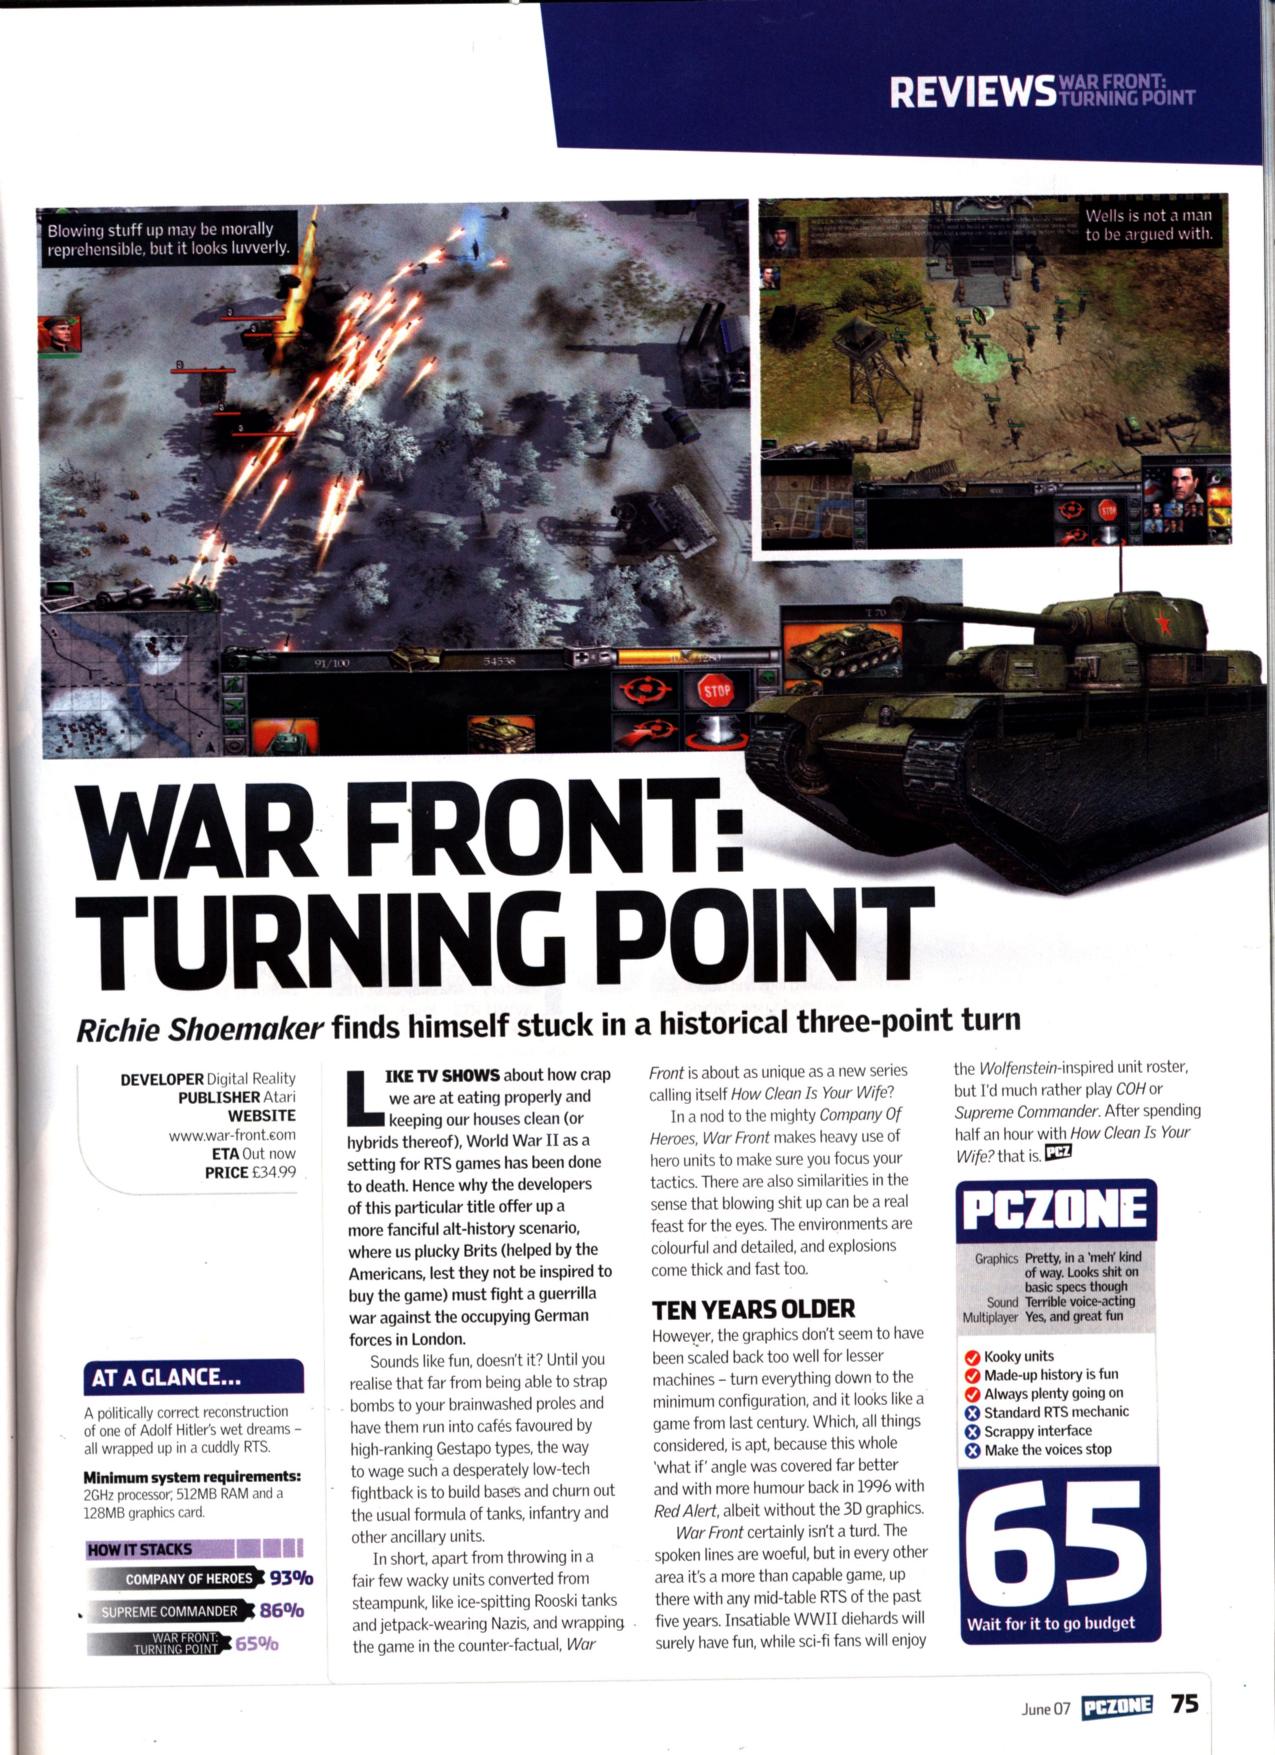 REVIEWS WAR FRONT:
TURNING POINT
Blowing stuff up may be morally
reprehensible, but it looks luvverly.
Wells is not a man
to be argued with.
T 70
91/100
54538
STOP
STOP
WAR FRONT:
TURNING POINT
Richie Shoemaker finds himself stuck in a historical three-point turn
DEVELOPER Digital Reality
PUBLISHER Atari
WEBSITE
www.war-front.com
ETA Out now
PRICE £34.99
AT A GLANCE...
A politically correct reconstruction
of one of Adolf Hitler's wet dreams –
all wrapped up in a cuddly RTS.
Minimum system requirements:
2GHz processor, 512MB RAM and a
128MB graphics card.
HOW IT STACKS
COMPANY OF HEROES 93%
SUPREME COMMANDER 86%
WAR FRONT:
TURNING POINT 65%
LIKE TV SHOWS about how crap
we are at eating properly and
keeping our houses clean (or
hybrids thereof), World War II as a
setting for RTS games has been done
to death. Hence why the developers
of this particular title offer up a
more fanciful alt-history scenario,
where us plucky Brits (helped by the
Americans, lest they not be inspired to
buy the game) must fight a guerrilla
war against the occupying German
forces in London.
Sounds like fun, doesn't it? Until you
realise that far from being able to strap
bombs to your brainwashed proles and
have them run into cafés favoured by
high-ranking Gestapo types, the way
to wage such a desperately low-tech
fightback is to build bases and churn out
the usual formula of tanks, infantry and
other ancillary units.
In short, apart from throwing in a
fair few wacky units converted from
steampunk, like ice-spitting Rooski tanks
and jetpack-wearing Nazis, and wrapping
the game in the counter-factual, War
Front is about as unique as a new series
calling itself How Clean Is Your Wife?
In a nod to the mighty Company Of
Heroes, War Front makes heavy use of
hero units to make sure you focus your
tactics. There are also similarities in the
sense that blowing shit up can be a real
feast for the eyes. The environments are
colourful and detailed, and explosions
come thick and fast too.
TEN YEARS OLDER
However, the graphics don't seem to have
been scaled back too well for lesser
machines – turn everything down to the
minimum configuration, and it looks like a
game from last century. Which, all things
considered, is apt, because this whole
'what if' angle was covered far better
and with more humour back in 1996 with
Red Alert, albeit without the 3D graphics.
War Front certainly isn't a turd. The
spoken lines are woeful, but in every other
area it's a more than capable game, up
there with any mid-table RTS of the past
five years. Insatiable WWII diehards will
surely have fun, while sci-fi fans will enjoy
the Wolfenstein-inspired unit roster,
but I'd much rather play COH or
Supreme Commander. After spending
half an hour with How Clean Is Your
Wife? that is. PCZ
PCZONE
Graphics Pretty, in a 'meh' kind
of way. Looks shit on
basic specs though
Sound Terrible voice-acting
Multiplayer Yes, and great fun
Kooky units
Made-up history is fun
Always plenty going on
Standard RTS mechanic
Scrappy interface
Make the voices stop
65
Wait for it to go budget
June 07 PCZONE 75